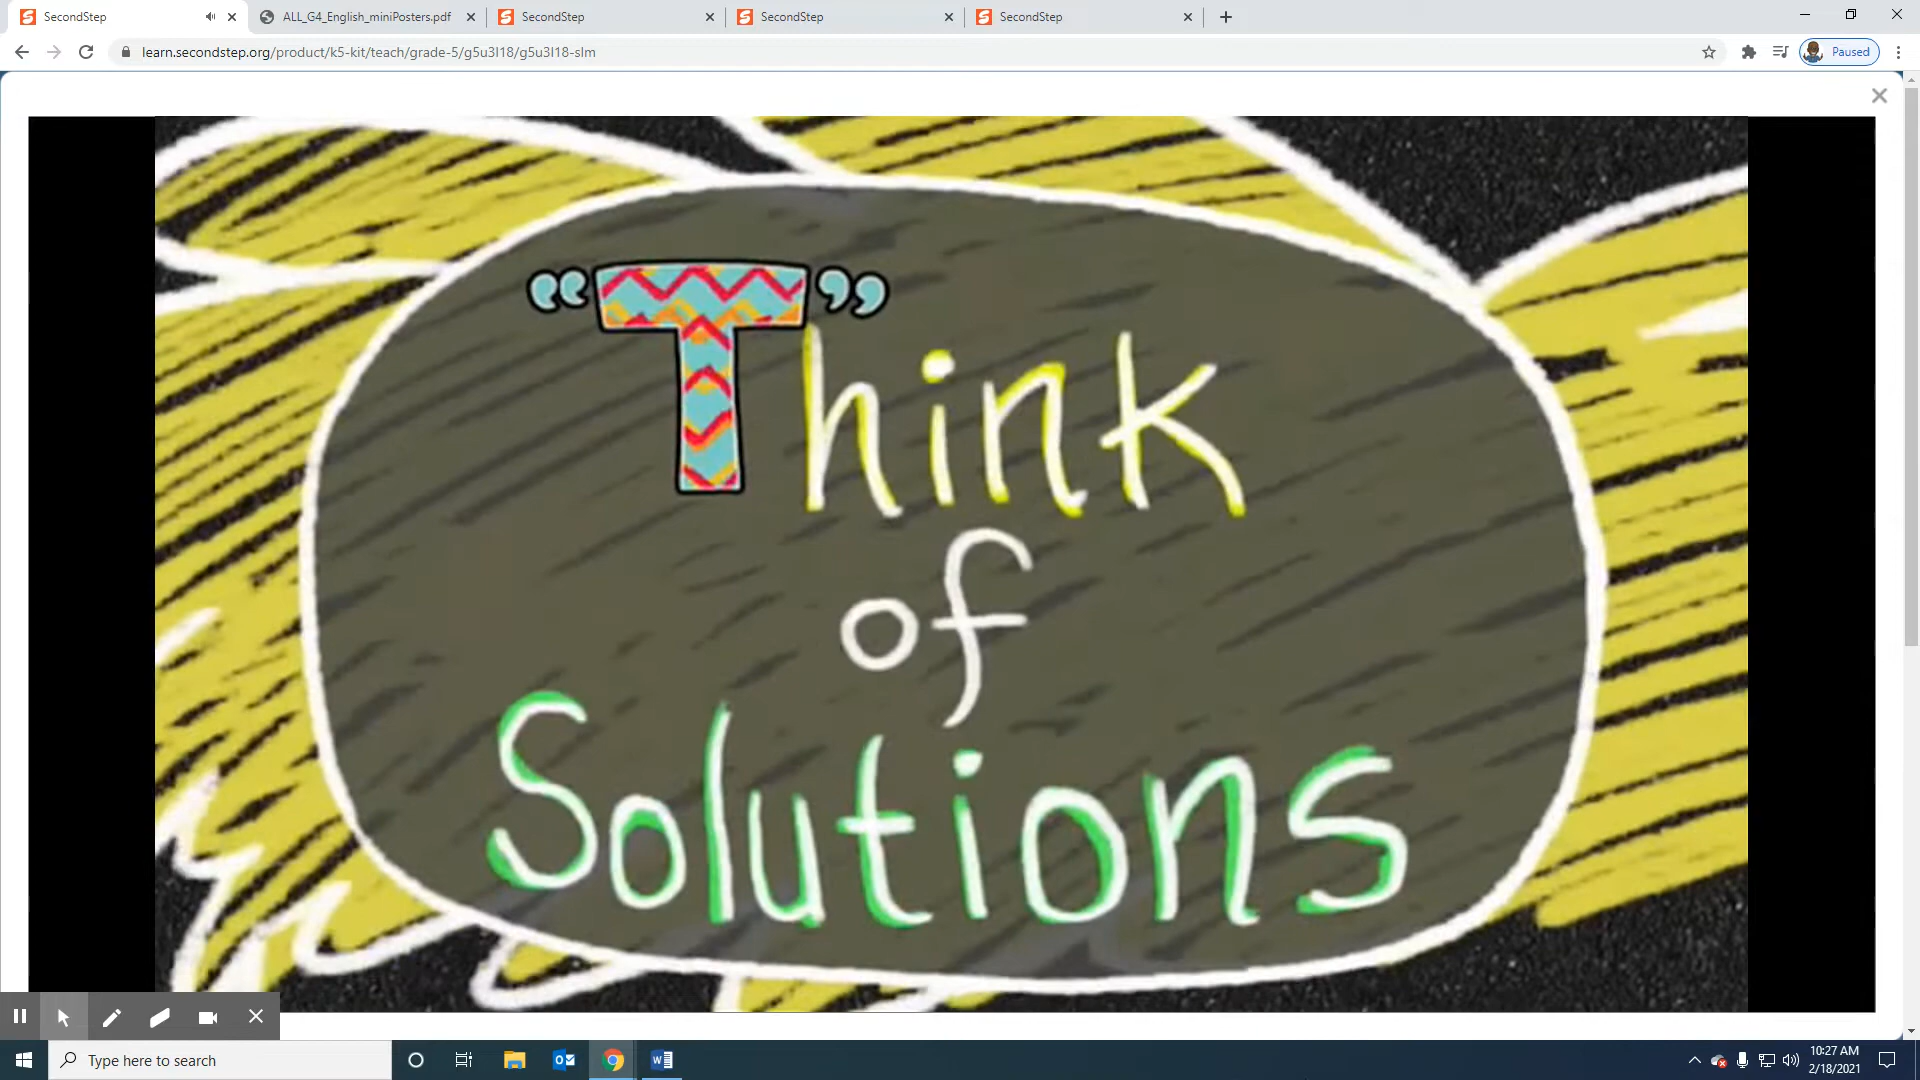 SecondStep
ALL_G4_English_miniPosters.pdf
SecondStep
SecondStep
SecondStep
learn.secondstep.org/product/k5-kit/teach/grade-5/g5u3l18/g5u3l18-slm
Paused
“T”hink
of
Solutions
Type here to search
10:27 AM
2/18/2021